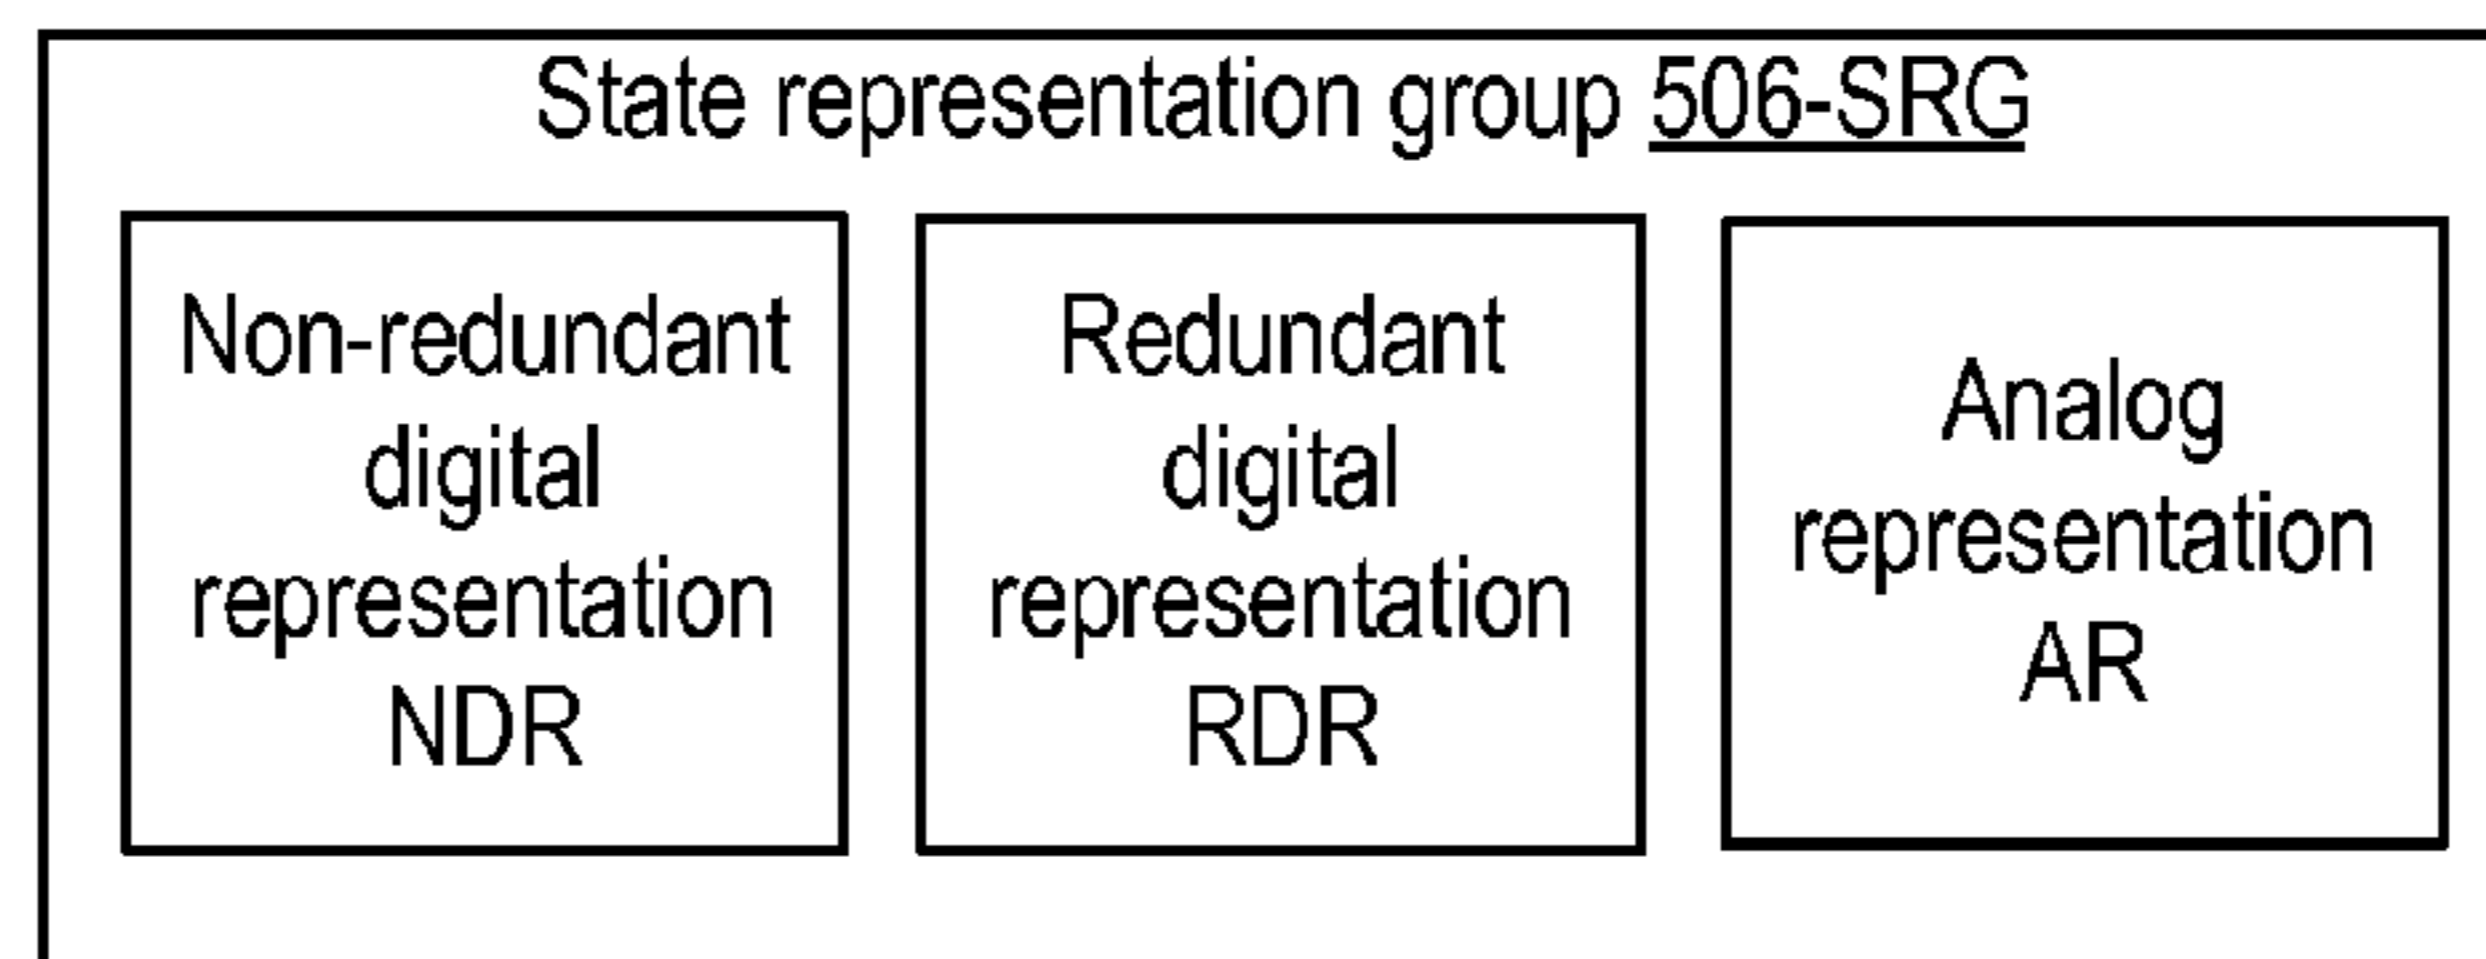 State representation group 506-SRG
Non-redundant
digital
representation
NDR
Redundant
digital
representation
RDR
Analog
representation
AR